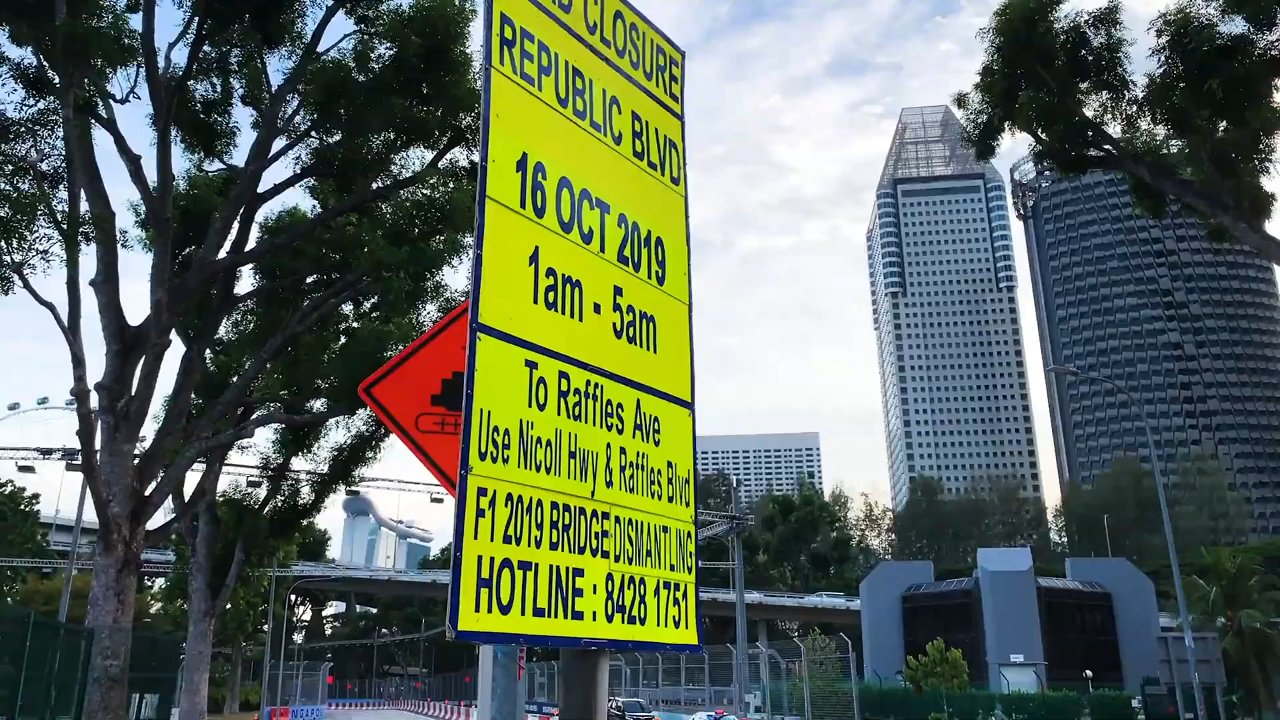 CLOSURE
REPUBLIC BLVD
16 OCT 2019
1am - 5am
To Raffles Ave
Use Nicoll Hwy & Raffles Blvd
F1 2019 BRIDGE DISMANTLING
HOTLINE : 8428 1751